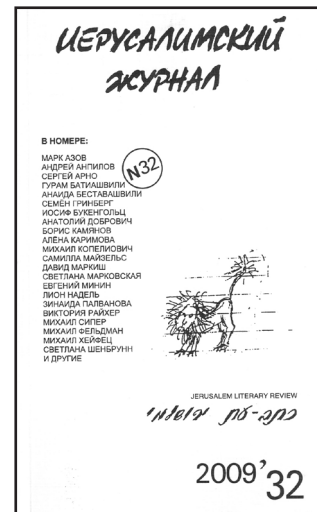 ИЕРУСАЛИМСКИЙ
ЖУРНАЛ
В НОМЕРЕ:
МАРК АЗОВ
АНДРЕЙ АНПИЛОВ
СЕРГЕЙ АРНО
ГУРАМ БАТИАШВИЛИ
АНАИДА БЕСТАВАШВИЛИ
СЕМЁН ГРИНБЕРГ
ИОСИФ БУКЕНГОЛЬЦ
АНАТОЛИЙ ДОБРОВИЧ
БОРИС КАМЯНОВ
АЛЁНА КАРИМОВА
МИХАИЛ КОПЕЛИОВИЧ
САМИЛЛА МАЙЗЕЛЬС
ДАВИД МАРКИШ
СВЕТЛАНА МАРКОВСКАЯ
ЕВГЕНИЙ МИНИН
ЛИОН НАДЕЛЬ
ЗИНАИДА ПАЛВАНОВА
ВИКТОРИЯ РАЙХЕР
МИХАИЛ СИПЕР
МИХАИЛ ФЕЛЬДМАН
МИХАИЛ ХЕЙФЕЦ
СВЕТЛАНА ШЕНБРУНН
И ДРУГИЕ
N32
JERUSALEM LITERARY REVIEW
כתב-עת ירושלמי
2009'32